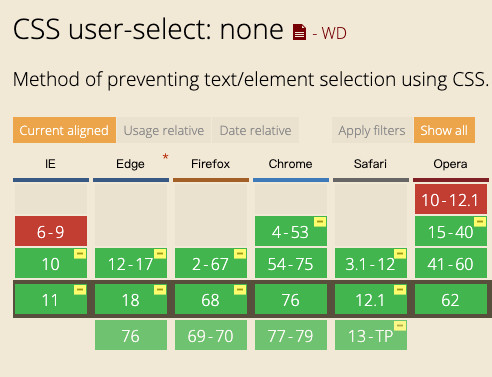 CSS user-select: none - WD
Method of preventing text/element selection using CSS.
Current aligned Usage relative Date relative Apply filters Show all
IE Edge * Firefox Chrome Safari Opera
10-12.1
6-9 4-53 15-40
10 12-17 2-67 54-75 3.1-12 41-60
11 18 68 76 12.1 62
76 69-70 77-79 13-TP